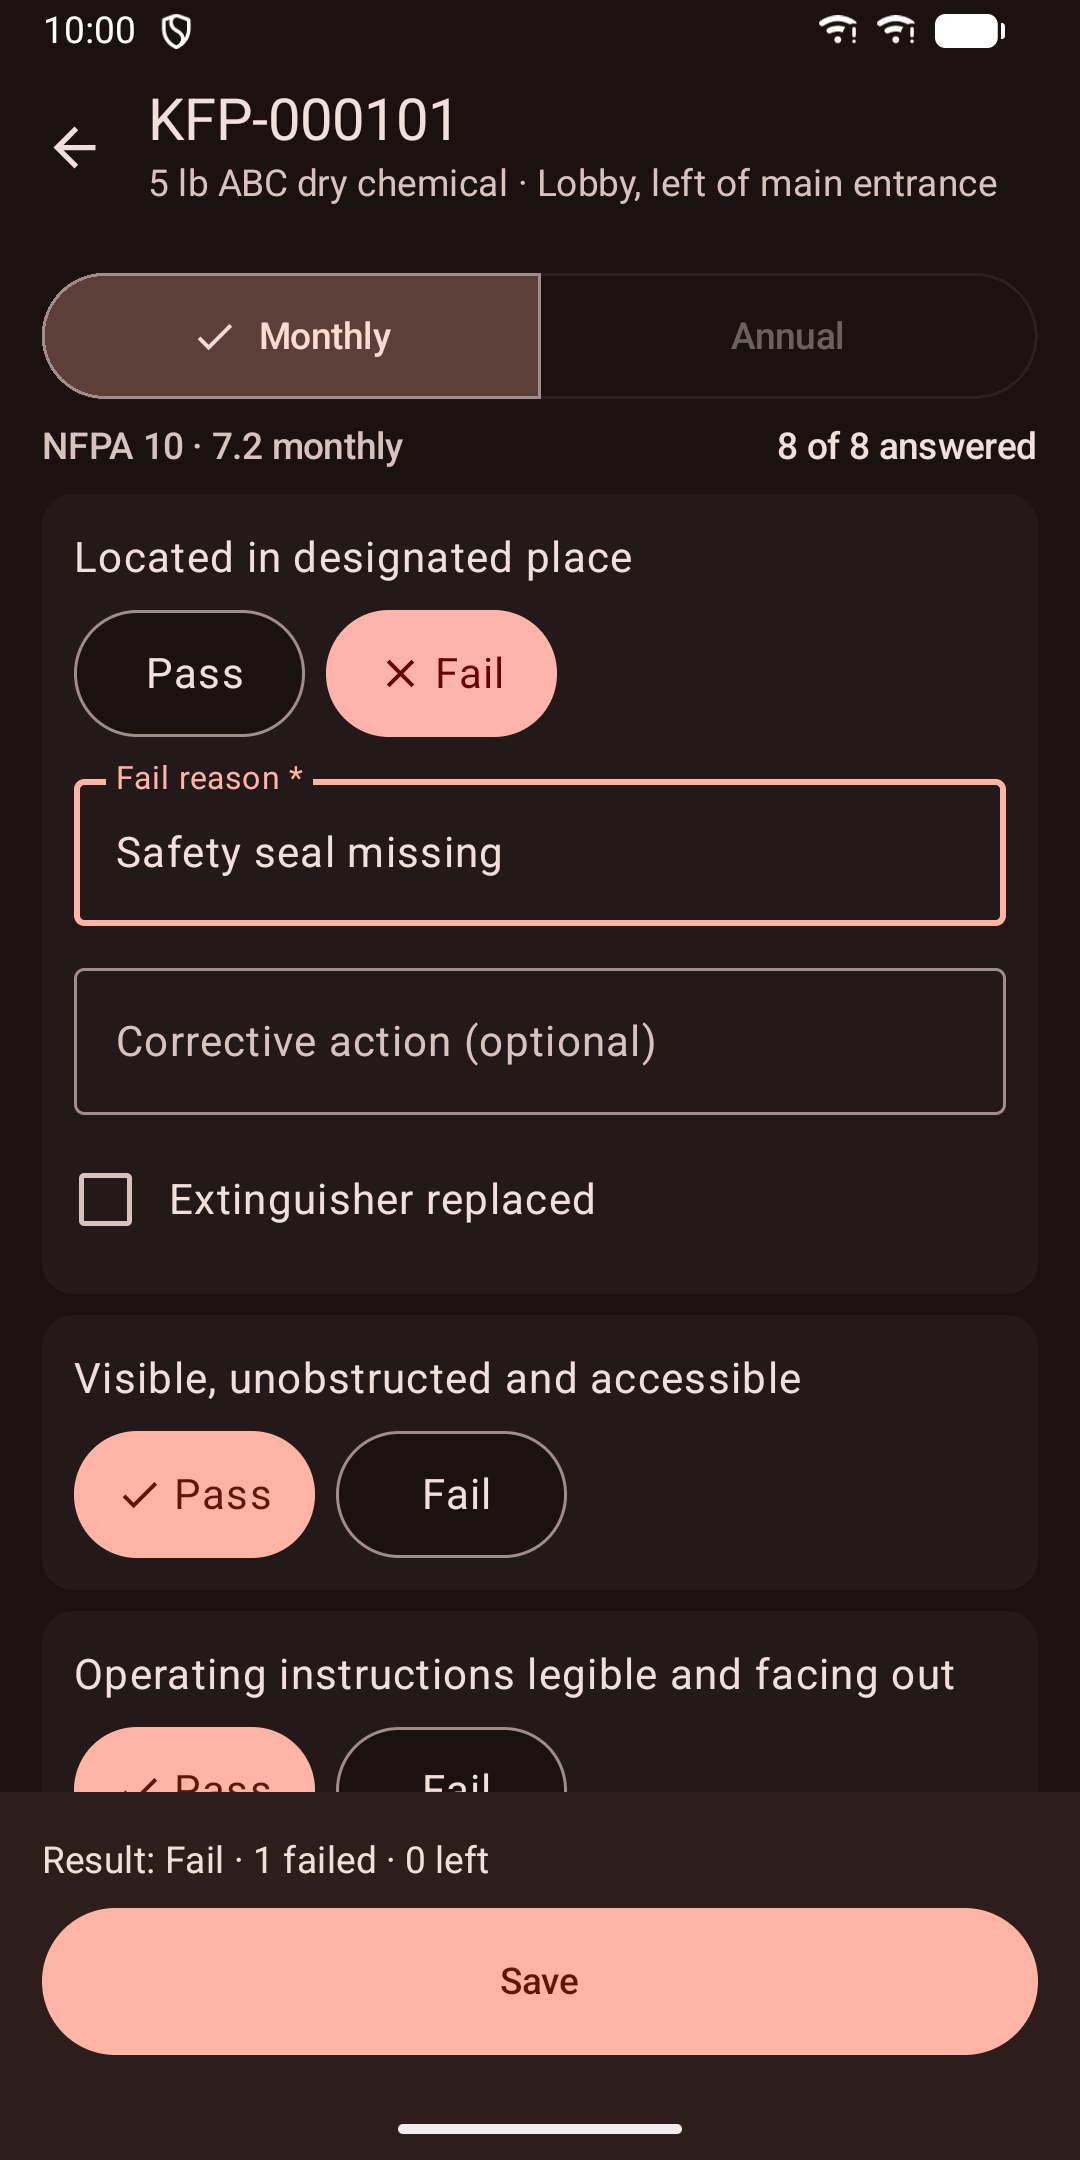 10:00
KFP-000101
5 lb ABC dry chemical · Lobby, left of main entrance
Monthly
Annual
NFPA 10 · 7.2 monthly
8 of 8 answered
Located in designated place
Pass
Fail
Fail reason *
Safety seal missing
Corrective action (optional)
Extinguisher replaced
Visible, unobstructed and accessible
Pass
Fail
Operating instructions legible and facing out
Pass
Fail
Result: Fail · 1 failed · 0 left
Save